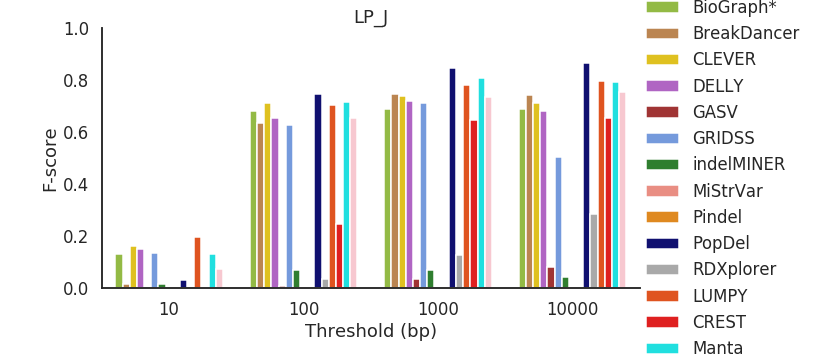 LP_J
F-score
1.0
0.8
0.6
0.4
0.2
0.0
10 100 1000 10000
Threshold (bp)
BioGraph*
BreakDancer
CLEVER
DELLY
GASV
GRIDSS
indelMINER
MiStrVar
Pindel
PopDel
RDXplorer
LUMPY
CREST
Manta